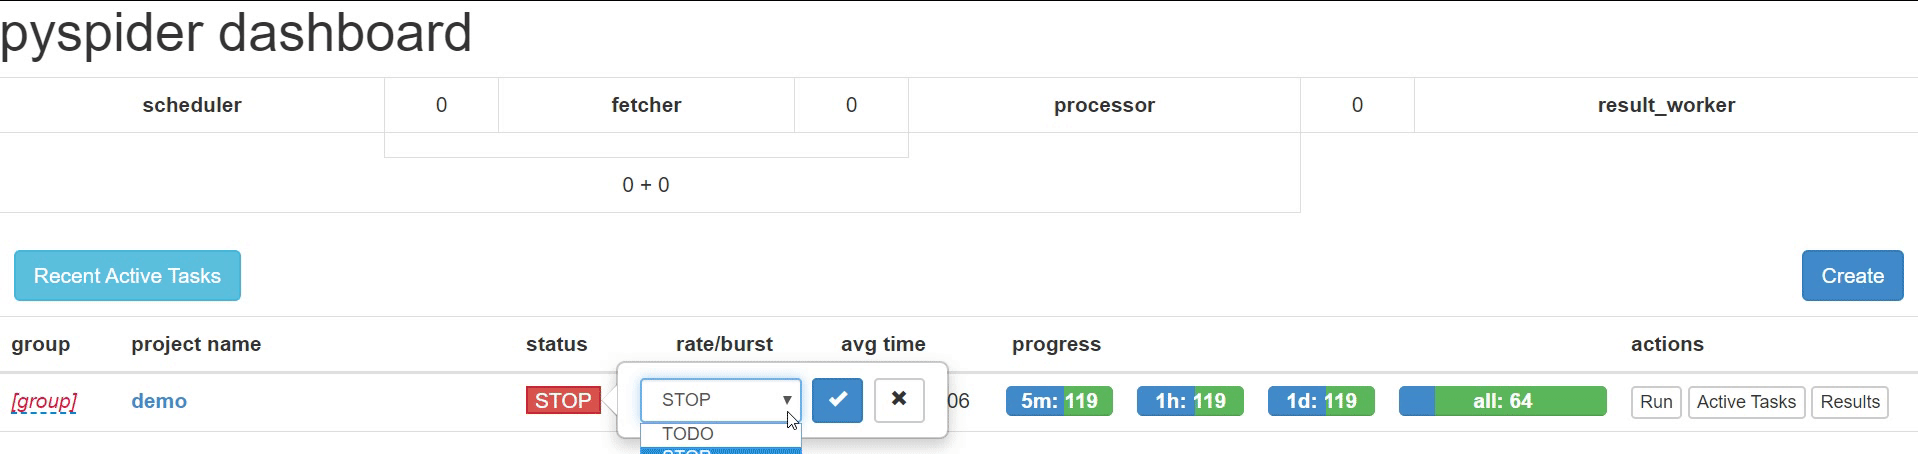 pyspider dashboard
scheduler 0 fetcher 0 processor 0 result_worker
0 + 0
Recent Active Tasks Create
group project name status rate/burst avg time progress actions
[group] demo STOP STOP 06 5m: 119 1h: 119 1d: 119 all: 64 Run Active Tasks Results
TODO
STOP